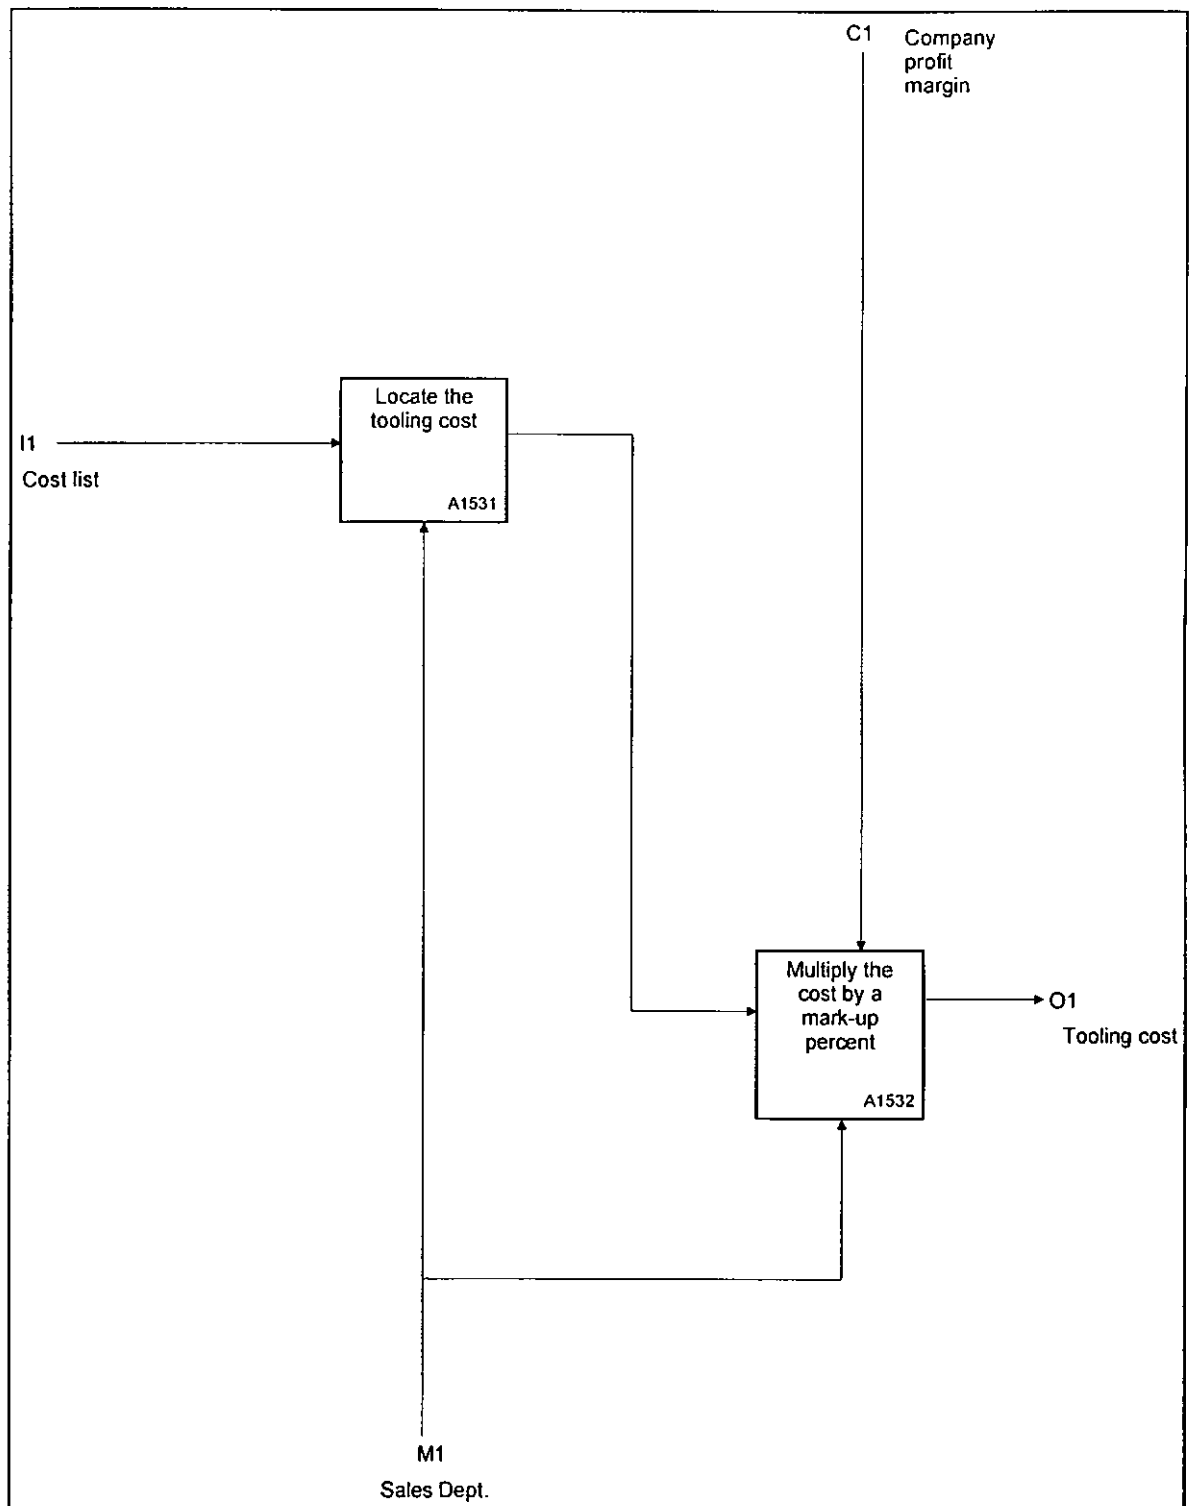 C1
Company
profit
margin
Locate the
tooling cost
A1531
I1
Cost list
Multiply the
cost by a
mark-up
percent
A1532
O1
Tooling cost
M1
Sales Dept.